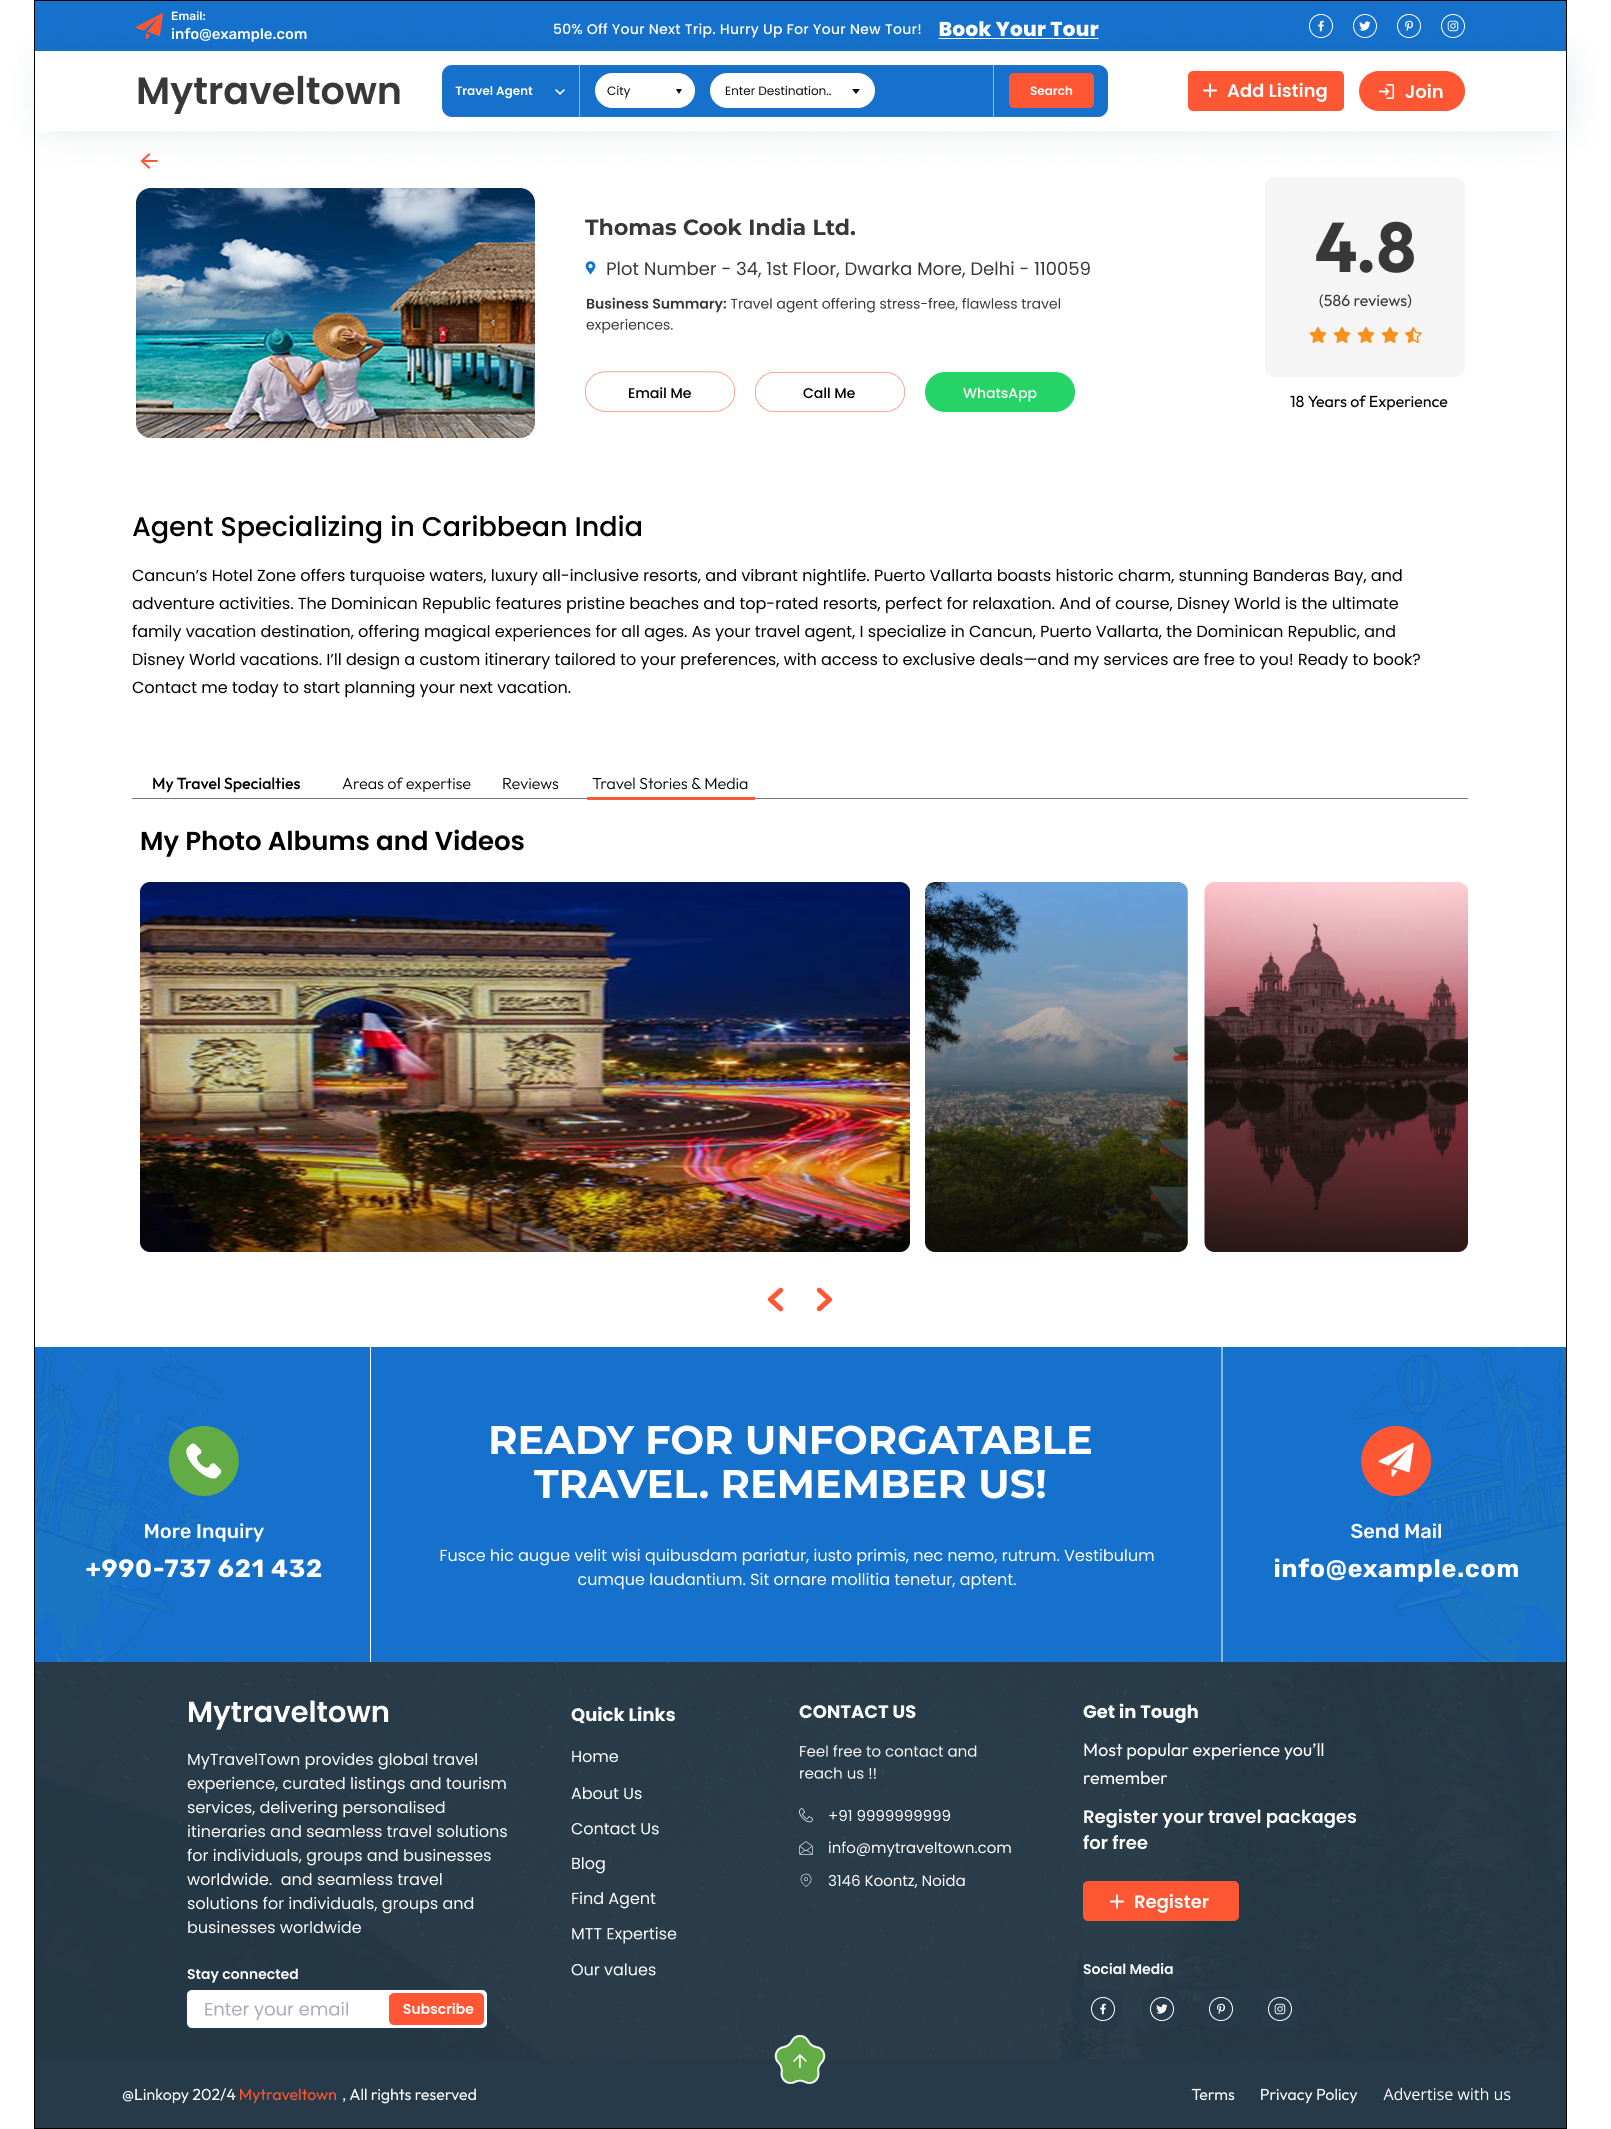 Email:
info@example.com
50% Off Your Next Trip. Hurry Up For Your New Tour!
Book Your Tour
Mytraveltown
Travel Agent
City
Enter Destination..
Search
Add Listing
Join
Thomas Cook India Ltd.
Plot Number - 34, 1st Floor, Dwarka More, Delhi - 110059
Business Summary: Travel agent offering stress-free, flawless travel
experiences.
Email Me
Call Me
WhatsApp
4.8
(586 reviews)
18 Years of Experience
Agent Specializing in Caribbean India
Cancun's Hotel Zone offers turquoise waters, luxury all-inclusive resorts, and vibrant nightlife. Puerto Vallarta boasts historic charm, stunning Banderas Bay, and
adventure activities. The Dominican Republic features pristine beaches and top-rated resorts, perfect for relaxation. And of course, Disney World is the ultimate
family vacation destination, offering magical experiences for all ages. As your travel agent, I specialize in Cancun, Puerto Vallarta, the Dominican Republic, and
Disney World vacations. I'll design a custom itinerary tailored to your preferences, with access to exclusive deals—and my services are free to you! Ready to book?
Contact me today to start planning your next vacation.
My Travel Specialties
Areas of expertise
Reviews
Travel Stories & Media
My Photo Albums and Videos
More Inquiry
+990-737 621 432
READY FOR UNFORGATABLE
TRAVEL. REMEMBER US!
Fusce hic augue velit wisi quibusdam pariatur, iusto primis, nec nemo, rutrum. Vestibulum
cumque laudantium. Sit ornare mollitia tenetur, aptent.
Send Mail
info@example.com
Mytraveltown
MyTravelTown provides global travel
experience, curated listings and tourism
services, delivering personalised
itineraries and seamless travel solutions
for individuals, groups and businesses
worldwide.  and seamless travel
solutions for individuals, groups and
businesses worldwide
Stay connected
Enter your email
Subscribe
Quick Links
Home
About Us
Contact Us
Blog
Find Agent
MTT Expertise
Our values
CONTACT US
Feel free to contact and
reach us !!
+91 9999999999
info@mytraveltown.com
3146 Koontz, Noida
Get in Tough
Most popular experience you'll
remember
Register your travel packages
for free
Register
Social Media
@Linkopy 202/4 Mytraveltown , All rights reserved
Terms
Privacy Policy
Advertise with us